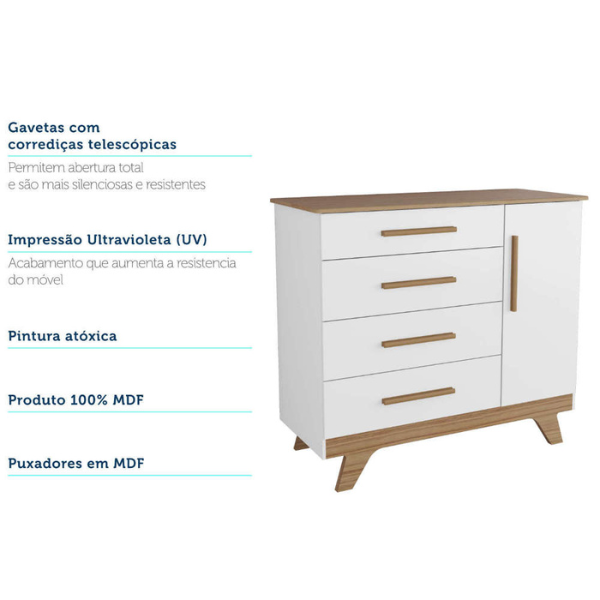 Gavetas com
corrediças telescópicas
Permitem abertura total
e são mais silenciosas e resistentes
Impressão Ultravioleta (UV)
Acabamento que aumenta a resistencia
do móvel
Pintura atóxica
Produto 100% MDF
Puxadores em MDF